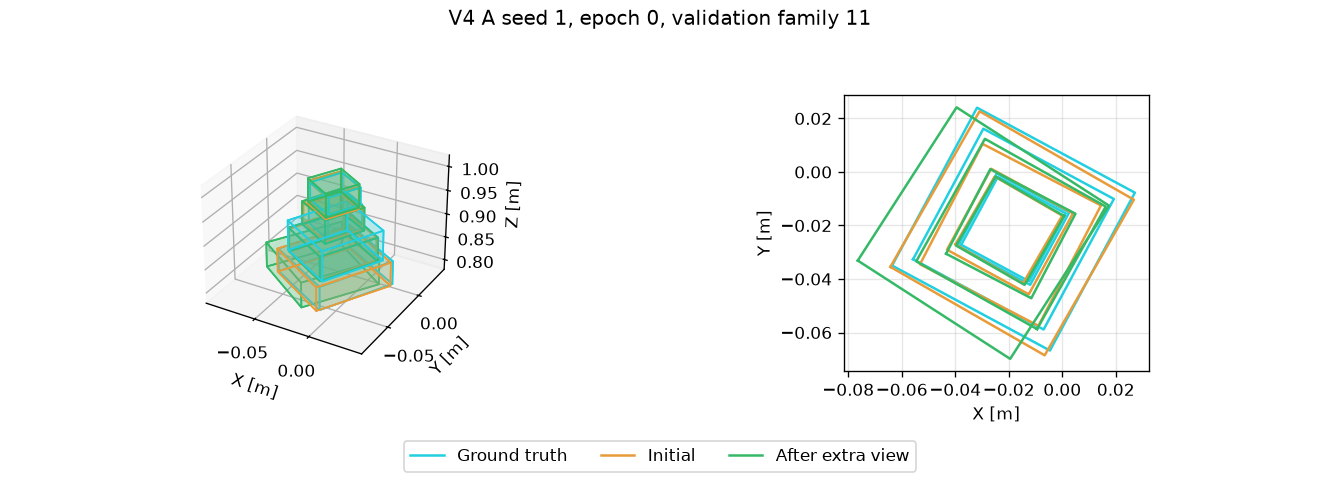 V4 A seed 1, epoch 0, validation family 11
1.00
0.95
0.90
0.85
0.80
Z [m]
0.00
−0.05
Y [m]
−0.05
0.00
X [m]
0.02
0.00
−0.02
−0.04
−0.06
Y [m]
−0.08 −0.06 −0.04 −0.02 0.00 0.02
X [m]
Ground truth Initial After extra view